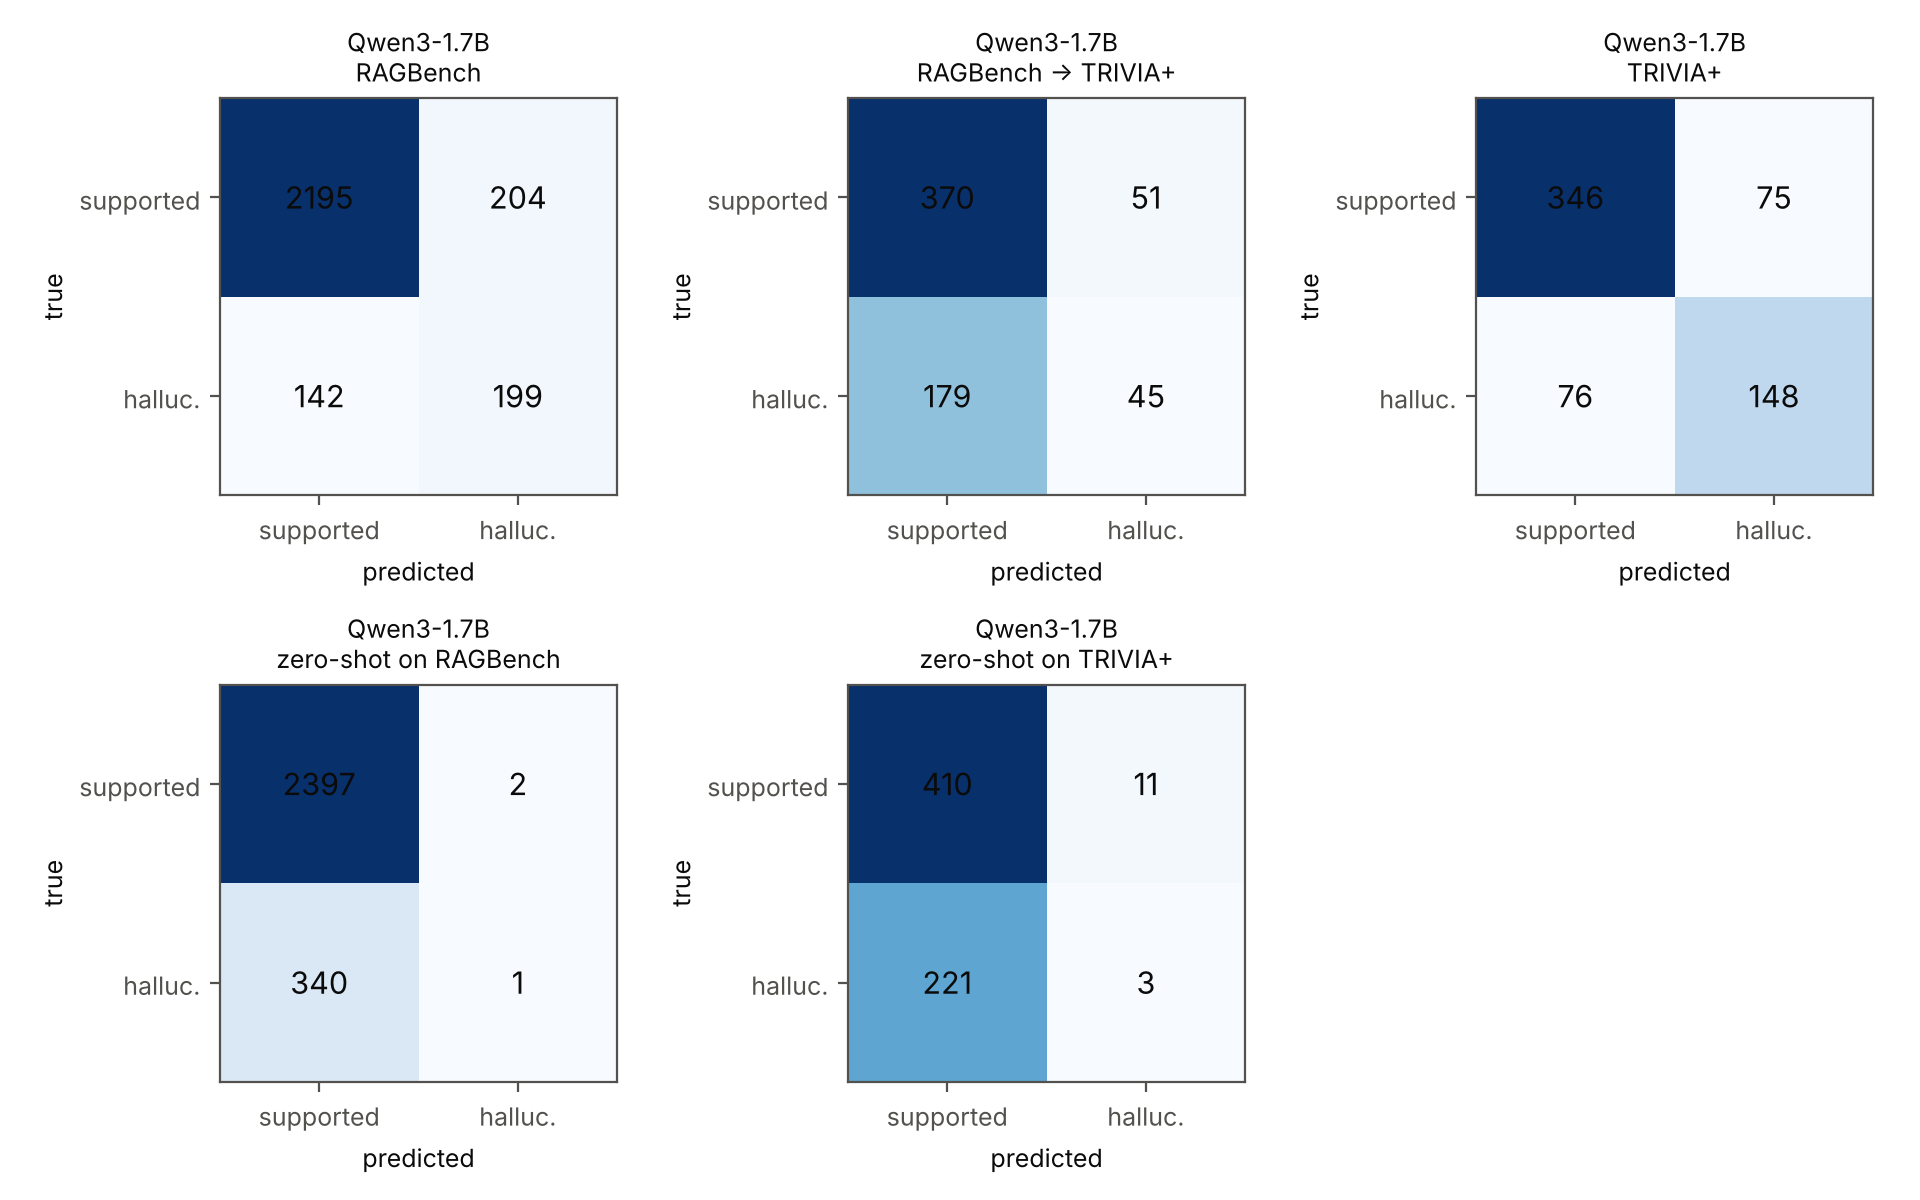 Qwen3-1.7B
RAGBench
true
supported
2195
204
halluc.
142
199
supported
halluc.
predicted
Qwen3-1.7B
RAGBench → TRIVIA+
true
supported
370
51
halluc.
179
45
supported
halluc.
predicted
Qwen3-1.7B
TRIVIA+
true
supported
346
75
halluc.
76
148
supported
halluc.
predicted
Qwen3-1.7B
zero-shot on RAGBench
true
supported
2397
2
halluc.
340
1
supported
halluc.
predicted
Qwen3-1.7B
zero-shot on TRIVIA+
true
supported
410
11
halluc.
221
3
supported
halluc.
predicted